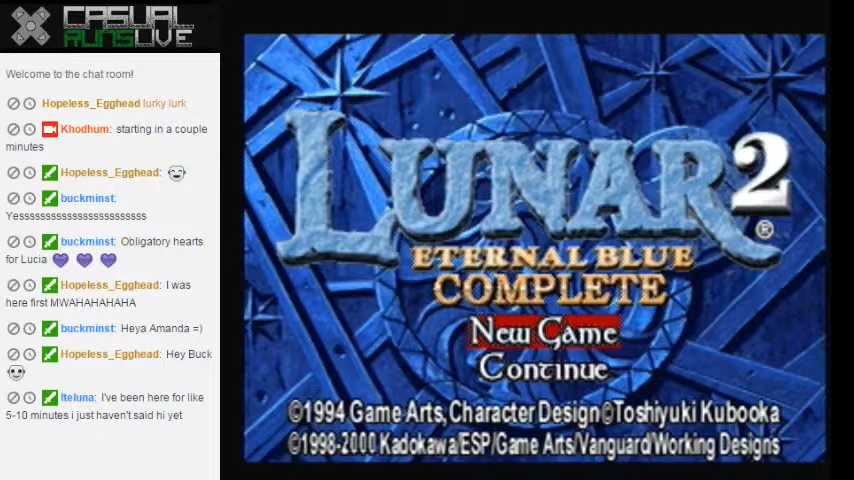 CASUAL
RUNSLIVE
Welcome to the chat room!
Hopeless_Egghead lurky lurk
Khodhum: starting in a couple
minutes
Hopeless_Egghead:
buckminst:
Yesssssssssssssssssssssssss
buckminst: Obligatory hearts
for Lucia
Hopeless_Egghead: I was
here first MWAHAHAHAHA
buckminst: Heya Amanda =)
Hopeless_Egghead: Hey Buck
Iteluna: I've been here for like
5-10 minutes i just haven't said hi yet
LUNAR 2
®
ETERNAL BLUE
COMPLETE
New Game
Continue
©1994 Game Arts,Character Design©Toshiyuki Kubooka
©1998-2000 Kadokawa/ESP/Game Arts/Vanguard/Working Designs